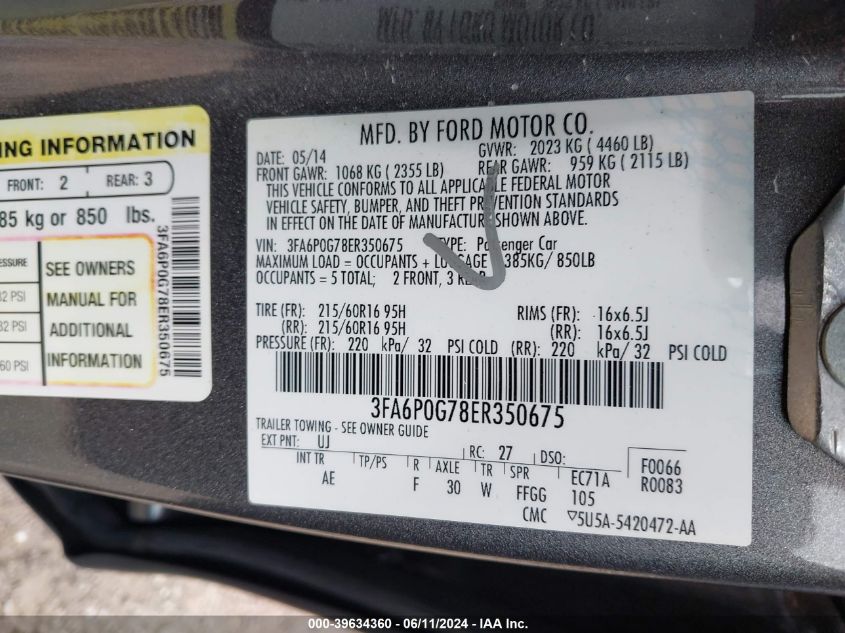 NG INFORMATION
FRONT: 2 REAR: 3
85 kg or 850 lbs.
SSURE SEE OWNERS
32 PSI MANUAL FOR
32 PSI ADDITIONAL
60 PSI INFORMATION
3FA6P0G78ER350675
MFD. BY FORD MOTOR CO.
DATE: 05/14 GVWR: 2023 KG ( 4460 LB)
FRONT GAWR: 1068 KG ( 2355 LB) REAR GAWR: 959 KG ( 2115 LB)
THIS VEHICLE CONFORMS TO ALL APPLICABLE FEDERAL MOTOR
VEHICLE SAFETY, BUMPER, AND THEFT PREVENTION STANDARDS
IN EFFECT ON THE DATE OF MANUFACTURE SHOWN ABOVE.
VIN: 3FA6P0G78ER350675 TYPE: Passenger Car
MAXIMUM LOAD = OCCUPANTS + LUGGAGE 385KG/ 850LB
OCCUPANTS = 5 TOTAL; 2 FRONT, 3 REAR
TIRE (FR): 215/60R16 95H RIMS (FR): 16x6.5J
(RR): 215/60R16 95H (RR): 16x6.5J
PRESSURE (FR): 220 kPa/ 32 PSI COLD (RR): 220 kPa/ 32 PSI COLD
3FA6P0G78ER350675
TRAILER TOWING - SEE OWNER GUIDE
EXT PNT: UJ RC: 27 DSO: F0066
INT TR TP/PS R AXLE TR SPR EC71A R0083
AE F 30 W FFGG 105
CMC ▽5U5A-5420472-AA
000-39634360 - 06/11/2024 - IAA Inc.